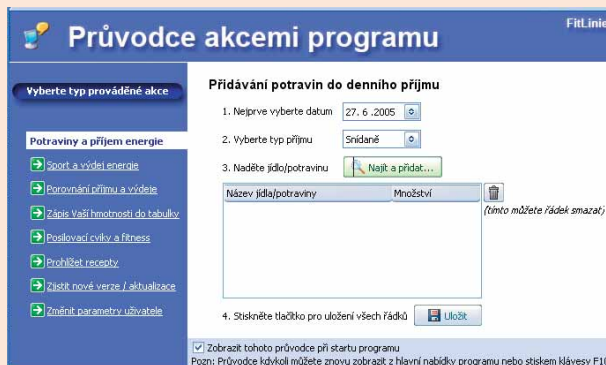 Průvodce akcemi programu
FitLinie
Vyberte typ prováděné akce
Potraviny a příjem energie
Sport a výdej energie
Porovnání příjmu a výdeje
Zápis Vaší hmotnosti do tabulky
Posilovací cviky a fitness
Prohlížet recepty
Zjistit nové verze / aktualizace
Změnit parametry uživatele
Přidávání potravin do denního příjmu
1. Nejprve vyberte datum 27. 6 .2005
2. Vyberte typ příjmu Snídaně
3. Naděte jídlo/potravinu Najít a přidat...
Název jídla/potraviny Množství
(tímto můžete řádek smazat)
4. Stiskněte tlačítko pro uložení všech řádků Uložit
Zobrazit tohoto průvodce při startu programu
Pozn: Průvodce kdykoli můžete znovu zobrazit z hlavní nabídky programu nebo stiskem klávesy F10